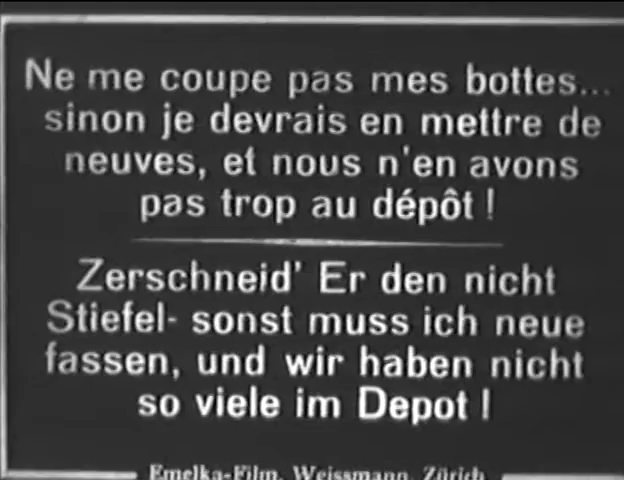 Ne me coupe pas mes bottes...
sinon je devrais en mettre de
neuves, et nous n'en avons
pas trop au dépôt !
Zerschneid' Er den nicht
Stiefel- sonst muss ich neue
fassen, und wir haben nicht
so viele im Depot !
Emelka-Film, Weissmann, Zürich